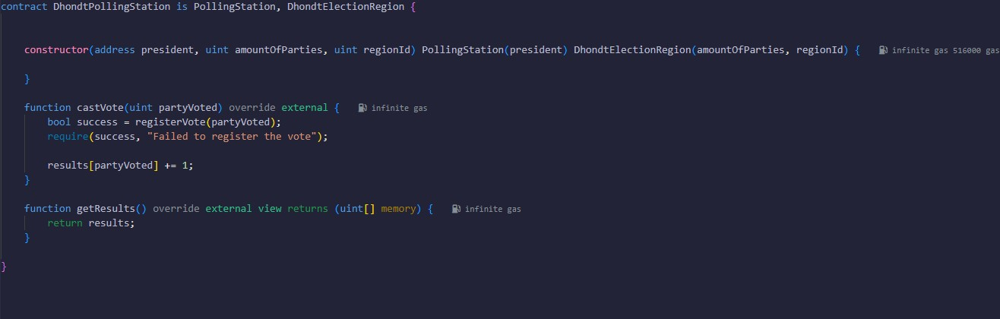 contract DhondtPollingStation is PollingStation, DhondtElectionRegion {
constructor(address president, uint amountOfParties, uint regionId) PollingStation(president) DhondtElectionRegion(amountOfParties, regionId) { infinite gas 516000 gas
}
function castVote(uint partyVoted) override external { infinite gas
bool success = registerVote(partyVoted);
require(success, "Failed to register the vote");
results[partyVoted] += 1;
}
function getResults() override external view returns (uint[] memory) { infinite gas
return results;
}
}